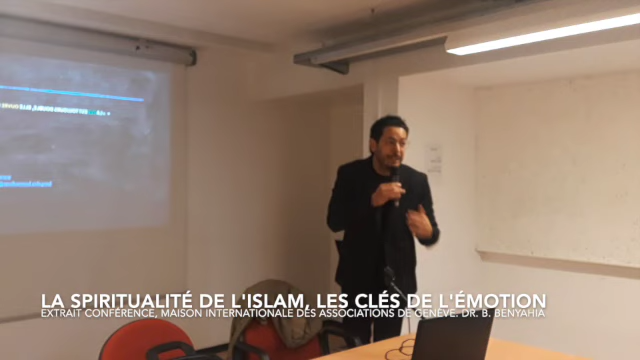 LA SPIRITUALITÉ DE L'ISLAM, LES CLÉS DE L'ÉMOTION
EXTRAIT CONFÉRENCE, MAISON INTERNATIONALE DES ASSOCIATIONS DE GENÈVE. DR. B. BENYAHIA